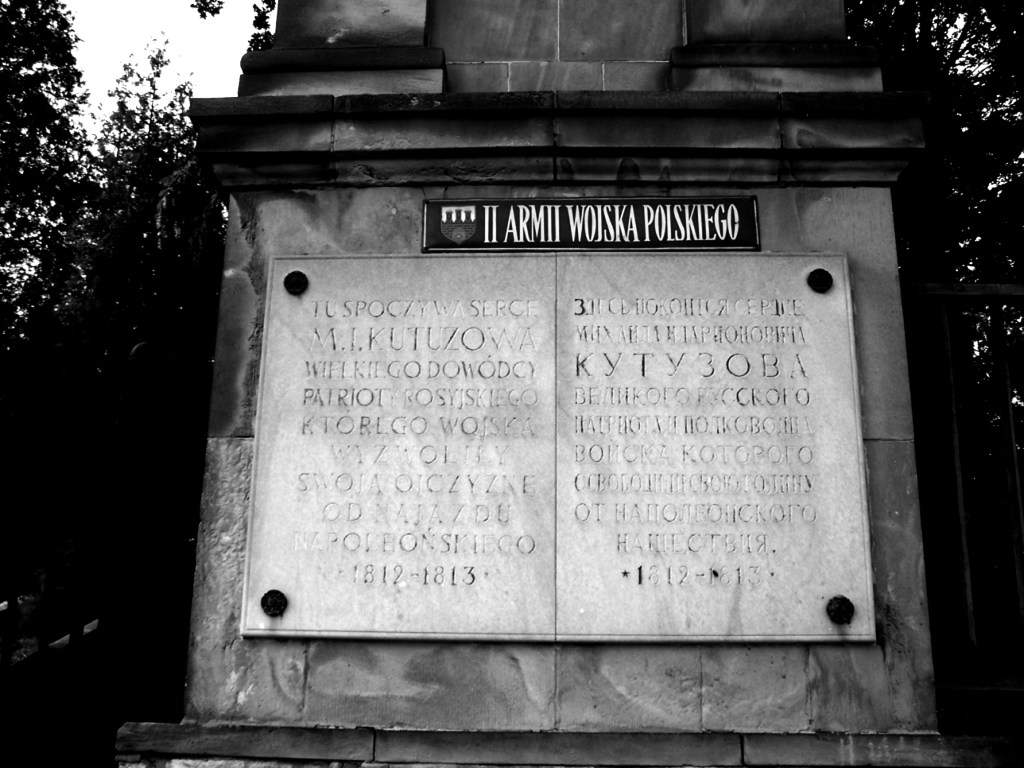 II ARMII WOJSKA POLSKIEGO
TU SPOCZYWA SERCE
M.I. KUTUZOWA
WIELKIEGO DOWÓDCY
PATRIOTY ROSYJSKIEGO
KTÓREGO WOJSKA
WYZWOLIŁY
SWOJĄ OJCZYZNĘ
OD NAJAZDU
NAPOLEOŃSKIEGO
1812-1813
ЗДЕСЬ ПОКОИТСЯ СЕРДЦЕ
МИХАИЛА ИЛАРИОНОВИЧА
КУТУЗОВА
ВЕЛИКОГО РУССКОГО
ПАТРИОТА И ПОЛКОВОДЦА
ВОЙСКА КОТОРОГО
ОСВОБОДИЛИ СВОЮ РОДИНУ
ОТ НАПОЛЕОНСКОГО
НАШЕСТВИЯ.
*1812-1813*